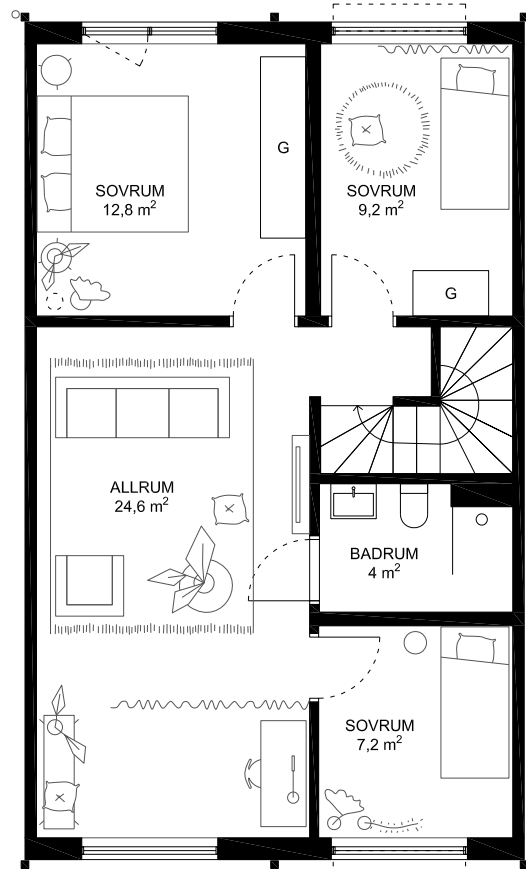 G
SOVRUM
12,8 m²
SOVRUM
9,2 m²
G
ALLRUM
24,6 m²
BADRUM
4 m²
SOVRUM
7,2 m²